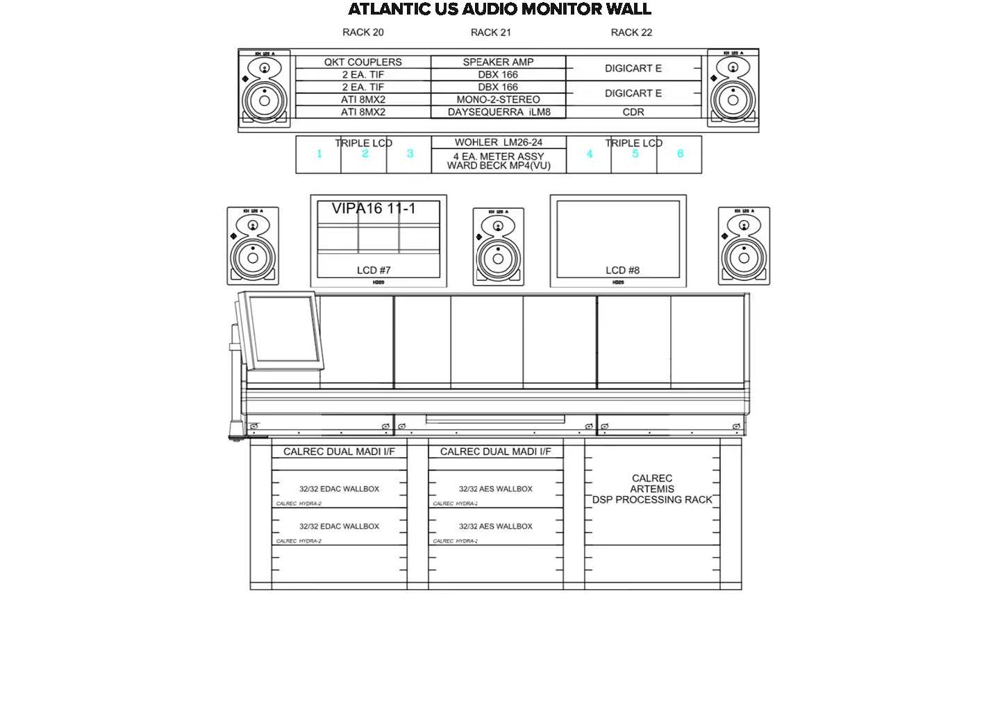 ATLANTIC US AUDIO MONITOR WALL
RACK 20 RACK 21 RACK 22
KH 120 A
QKT COUPLERS
2 EA. TIF
2 EA. TIF
ATI 8MX2
ATI 8MX2
SPEAKER AMP
DBX 166
DBX 166
MONO-2-STEREO
DAYSEQUERRA iLM8
DIGICART E
DIGICART E
CDR
KH 120 A
TRIPLE LCD
1 2 3
WOHLER LM26-24
4 EA. METER ASSY
WARD BECK MP4(VU)
TRIPLE LCD
4 5 6
KH 120 A
VIPA16 11-1
LCD #7
HD20
KH 120 A
LCD #8
HD20
KH 120 A
CALREC DUAL MADI I/F
32/32 EDAC WALLBOX
CALREC HYDRA-2
32/32 EDAC WALLBOX
CALREC HYDRA-2
CALREC DUAL MADI I/F
32/32 AES WALLBOX
CALREC HYDRA-2
32/32 AES WALLBOX
CALREC HYDRA-2
CALREC
ARTEMIS
DSP PROCESSING RACK